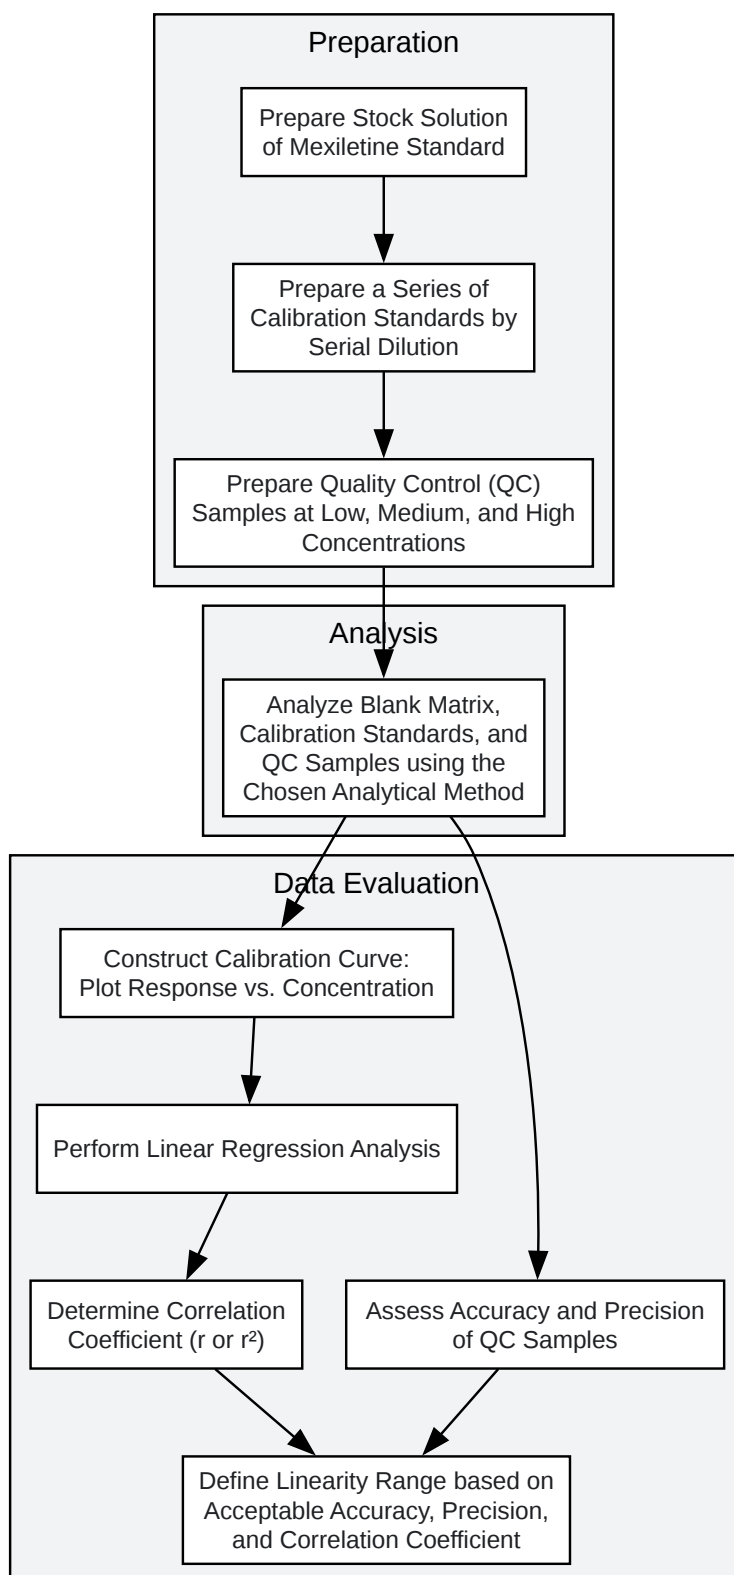 Preparation
Prepare Stock Solution
of Mexiletine Standard
Prepare a Series of
Calibration Standards by
Serial Dilution
Prepare Quality Control (QC)
Samples at Low, Medium, and High
Concentrations
Analysis
Analyze Blank Matrix,
Calibration Standards, and
QC Samples using the
Chosen Analytical Method
Data Evaluation
Construct Calibration Curve:
Plot Response vs. Concentration
Perform Linear Regression Analysis
Determine Correlation
Coefficient (r or r²)
Assess Accuracy and Precision
of QC Samples
Define Linearity Range based on
Acceptable Accuracy, Precision,
and Correlation Coefficient